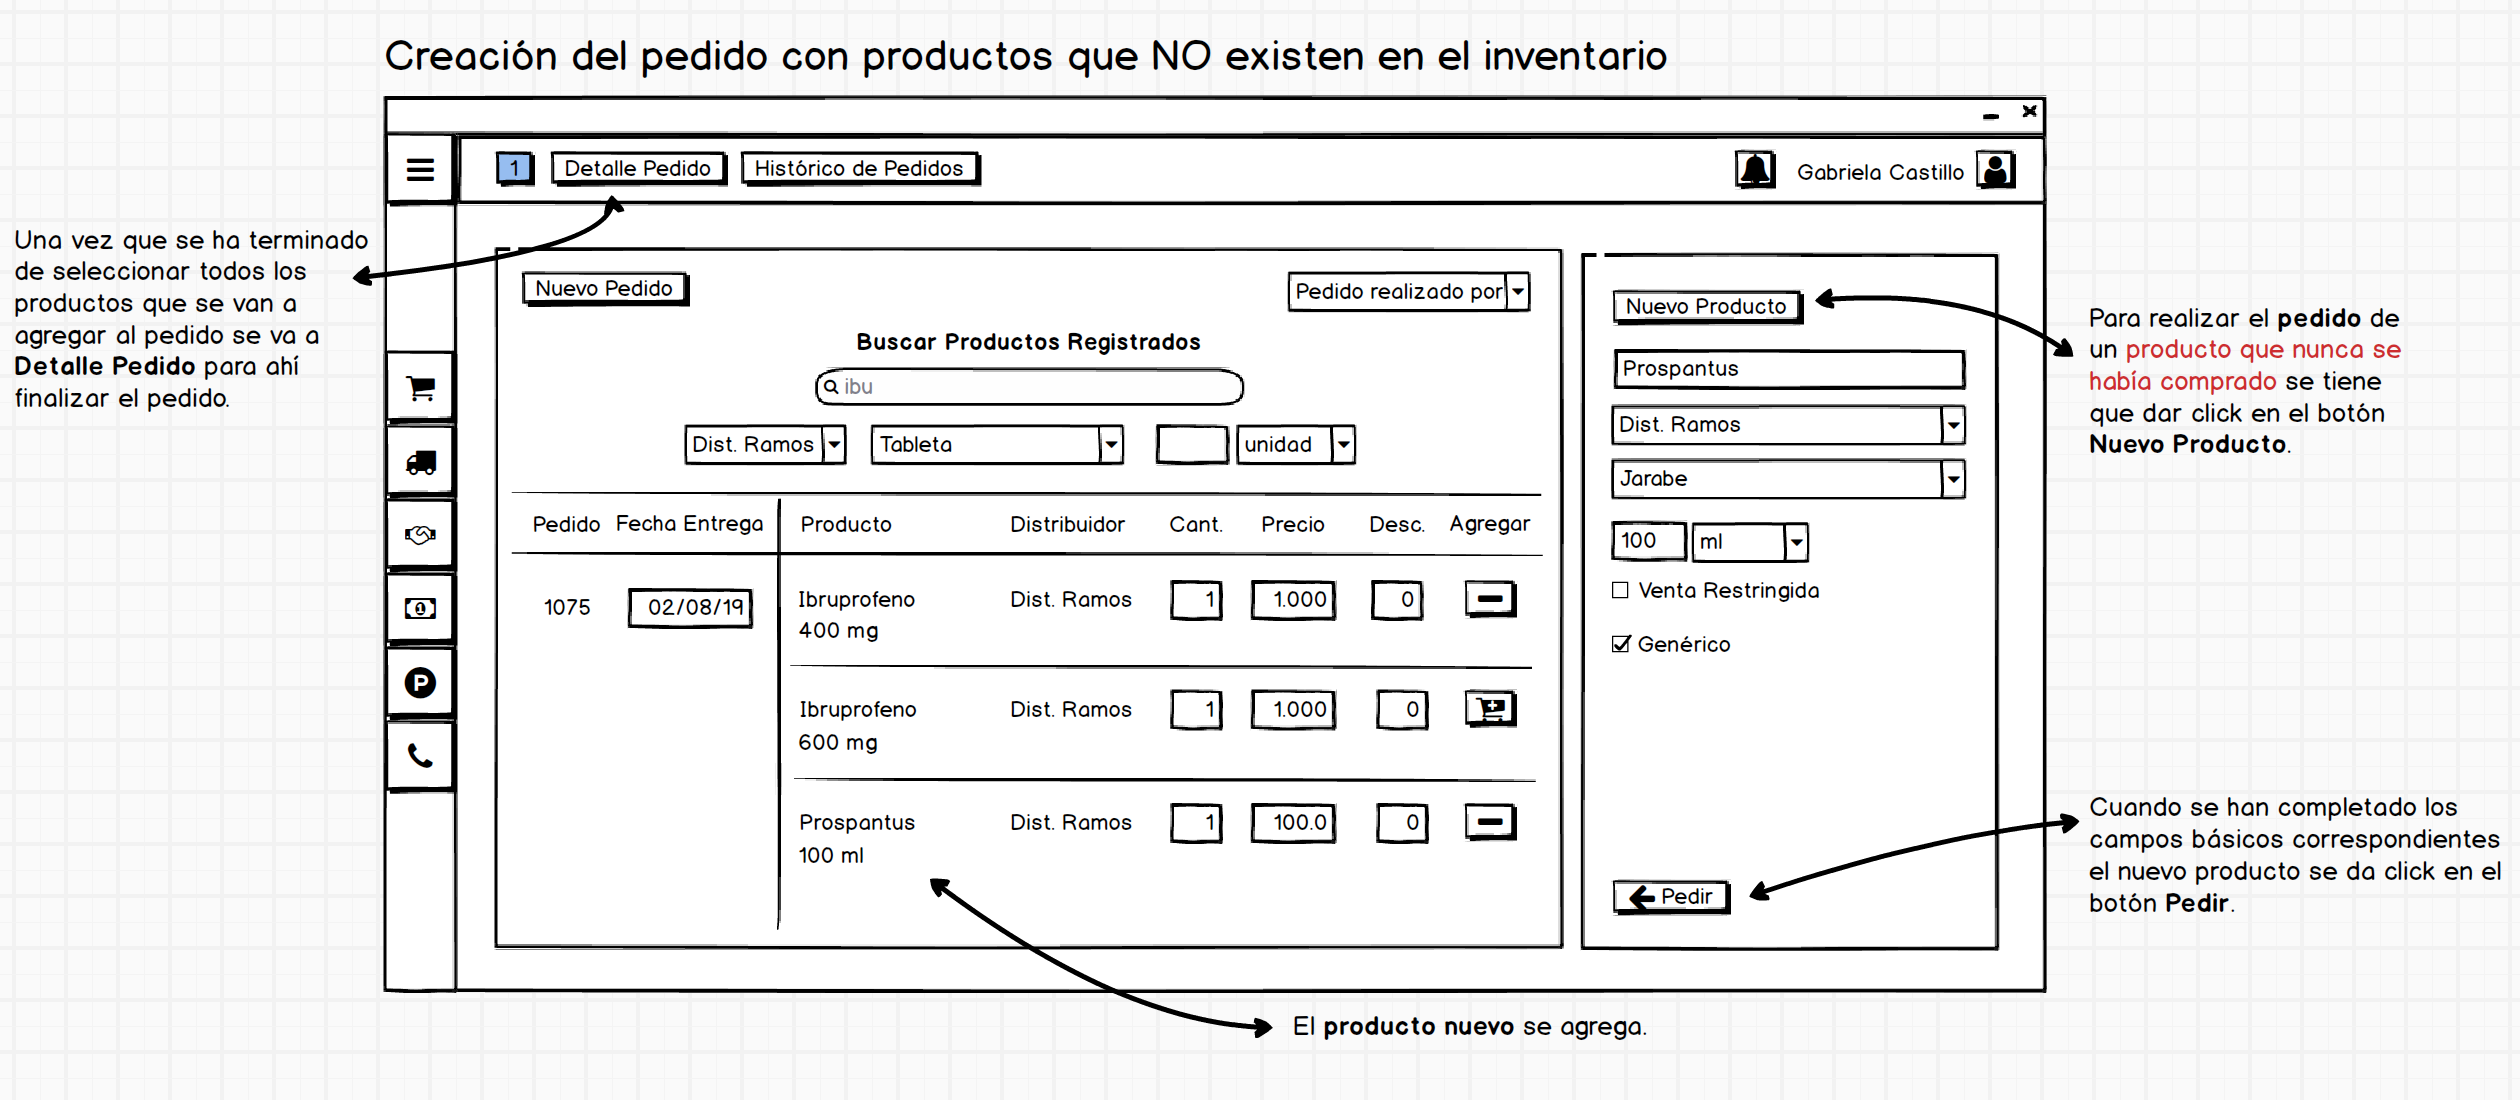 Creación del pedido con productos que NO existen en el inventario
1 Detalle Pedido Histórico de Pedidos Gabriela Castillo
Una vez que se ha terminado
de seleccionar todos los
productos que se van a
agregar al pedido se va a
Detalle Pedido para ahí
finalizar el pedido.
Nuevo Pedido Pedido realizado por
Buscar Productos Registrados
ibu
Dist. Ramos Tableta unidad
Pedido Fecha Entrega Producto Distribuidor Cant. Precio Desc. Agregar
1075 02/08/19 Ibruprofeno Dist. Ramos 1 1.000 0
400 mg
Ibruprofeno Dist. Ramos 1 1.000 0
600 mg
Prospantus Dist. Ramos 1 100.0 0
100 ml
Nuevo Producto
Prospantus
Dist. Ramos
Jarabe
100 ml
Venta Restringida
Genérico
Pedir
P
1
Para realizar el pedido de
un producto que nunca se
había comprado se tiene
que dar click en el botón
Nuevo Producto.
Cuando se han completado los
campos básicos correspondientes
el nuevo producto se da click en el
botón Pedir.
El producto nuevo se agrega.